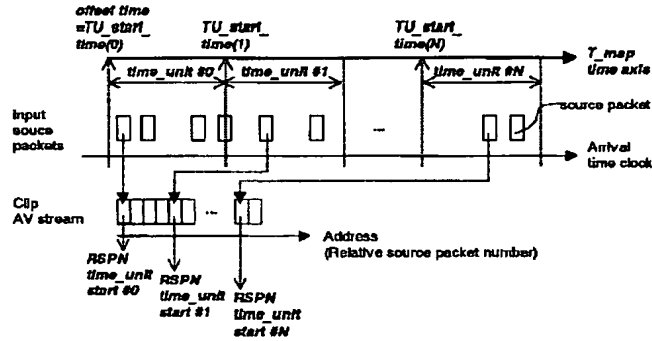 offset time
=TU_start_
time(0)
TU_start_
time(1)
TU_start_
time(N)
T_map
time axis
time_unit #0
time_unit #1
time_unit #N
source packet
Input
souce
packets
...
Arrival
time clock
Clip
AV stream
...
Address
(Relative source packet number)
RSPN
time_unit
start #0
RSPN
time_unit
start #1
RSPN
time_unit
start #N